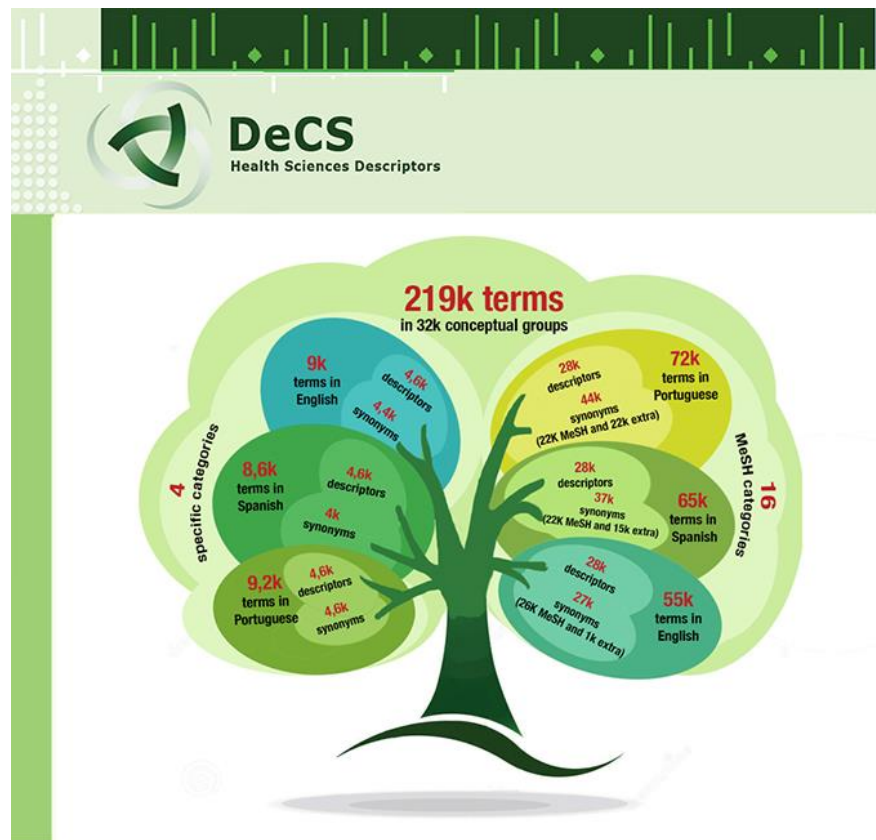 DeCS
Health Sciences Descriptors
219k terms
in 32k conceptual groups
4
specific categories
9k
terms in
English
4,6k
descriptors
4,4k
synonyms
8,6k
terms in
Spanish
4,6k
descriptors
4k
synonyms
9,2k
terms in
Portuguese
4,6k
descriptors
4,6k
synonyms
28k
descriptors
44k
synonyms
(22K MeSH and 22k extra)
72k
terms in
Portuguese
28k
descriptors
37k
synonyms
(22K MeSH and 15k extra)
65k
terms in
Spanish
28k
descriptors
27k
synonyms
(26K MeSH and 1k extra)
55k
terms in
English
16
MeSH categories